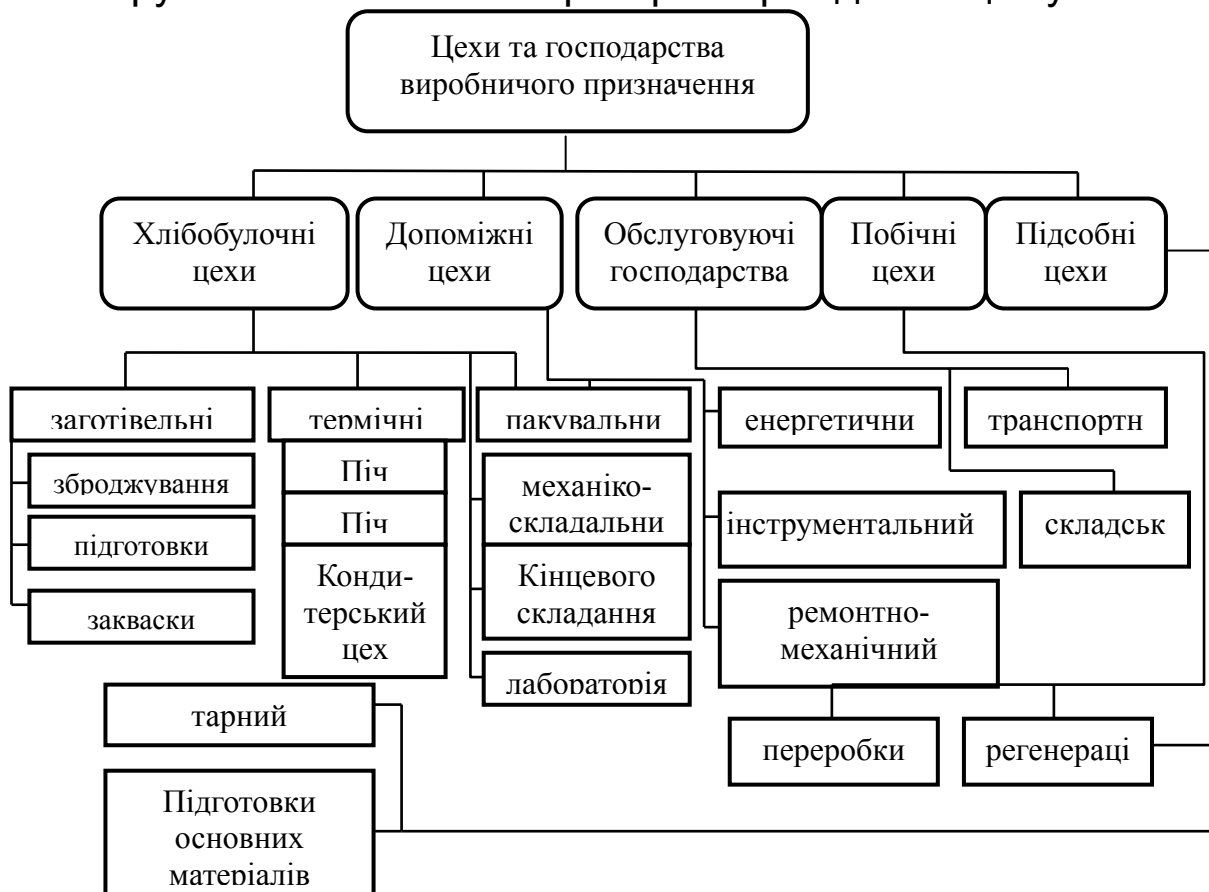 Цехи та господарства
виробничого призначення
Хлібобулочні
цехи
Допоміжні
цехи
Обслуговуючі
господарства
Побічні
цехи
Підсобні
цехи
заготівельні
термічні
пакувальни
енергетични
транспортн
зброджування
підготовки
закваски
Піч
Піч
Конди-
терський
цех
механіко-
складальни
Кінцевого
складання
лабораторія
інструментальний
складськ
ремонтно-
механічний
тарний
переробки
регенераці
Підготовки
основних
матеріалів